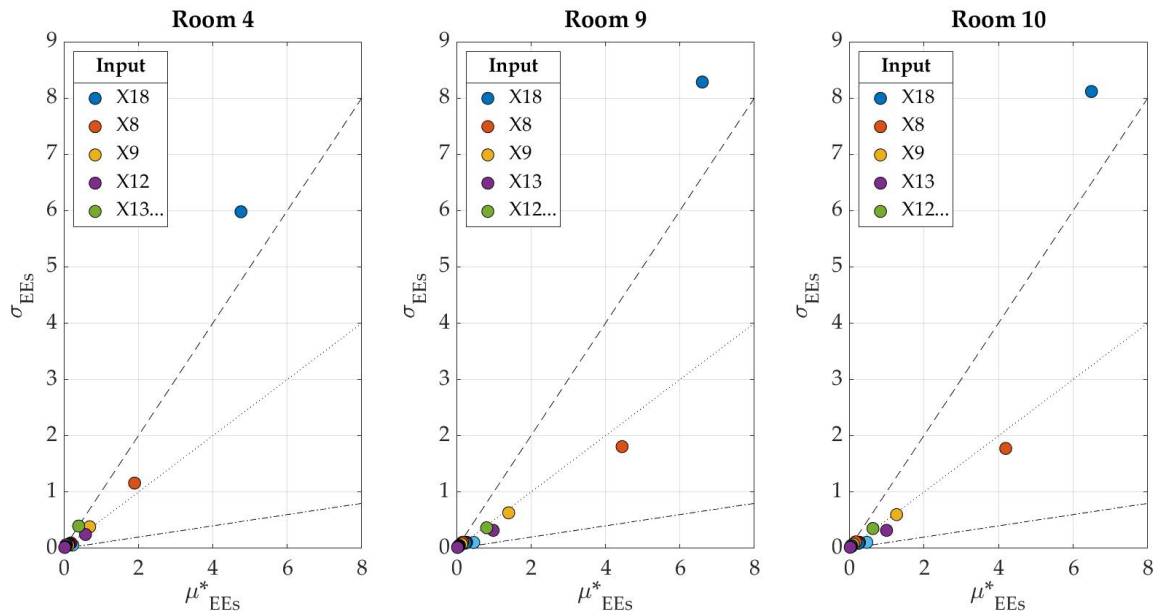 Room 4
9
8
7
6
5
4
3
2
1
0
Input
X18
X8
X9
X12
X13...
σEEs
0 2 4 6 8
μ*EEs
Room 9
9
8
7
6
5
4
3
2
1
0
Input
X18
X8
X9
X13
X12...
σEEs
0 2 4 6 8
μ*EEs
Room 10
9
8
7
6
5
4
3
2
1
0
Input
X18
X8
X9
X13
X12...
σEEs
0 2 4 6 8
μ*EEs